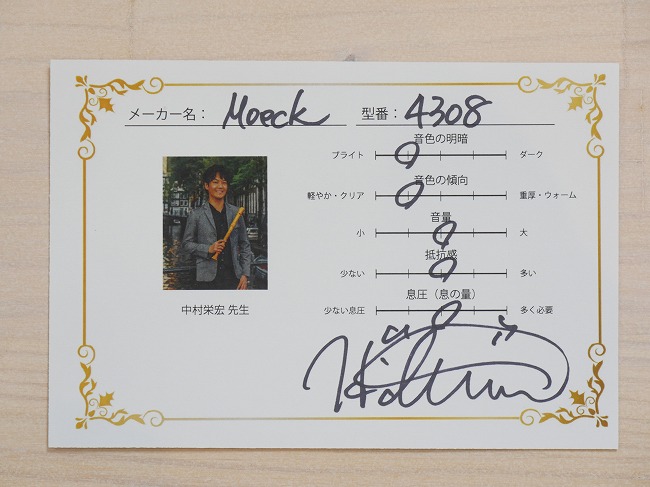 メーカー名： Moeck 型番： 4308
音色の明暗
ブライト ダーク
音色の傾向
軽やか・クリア 重厚・ウォーム
音量
小 大
抵抗感
少ない 多い
息圧（息の量）
少ない息圧 多く必要
中村栄宏 先生